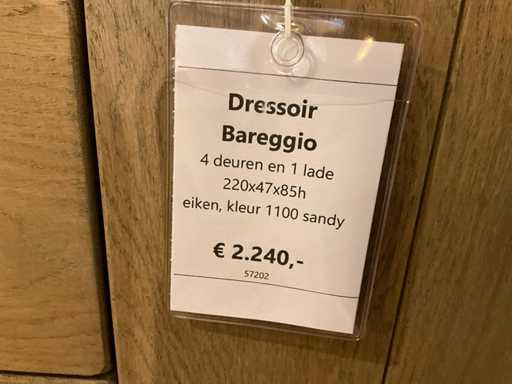 Dressoir
Bareggio
4 deuren en 1 lade
220x47x85h
eiken, kleur 1100 sandy
€ 2.240,-
57202